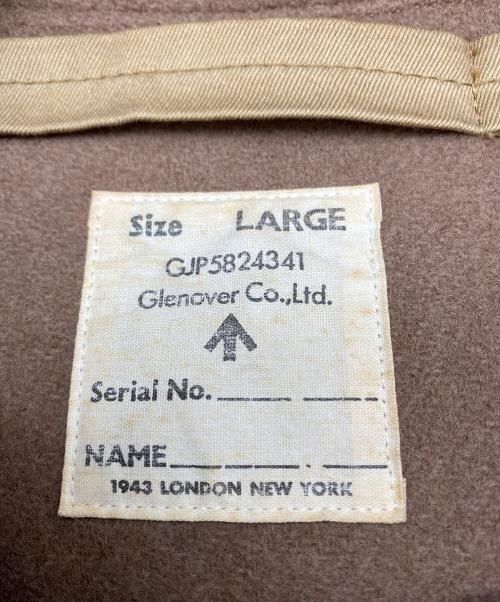 Size LARGE
GJP5824341
Glenover Co.,Ltd.
Serial No.
NAME
1943 LONDON NEW YORK